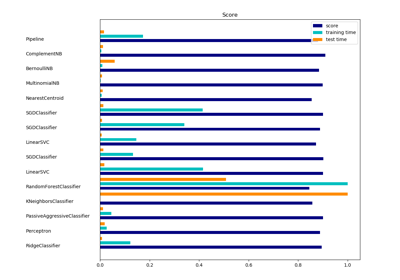 Score
score
training time
test time
Pipeline
ComplementNB
BernoulliNB
MultinomialNB
NearestCentroid
SGDClassifier
SGDClassifier
LinearSVC
SGDClassifier
LinearSVC
RandomForestClassifier
KNeighborsClassifier
PassiveAggressiveClassifier
Perceptron
RidgeClassifier
0.0 0.2 0.4 0.6 0.8 1.0